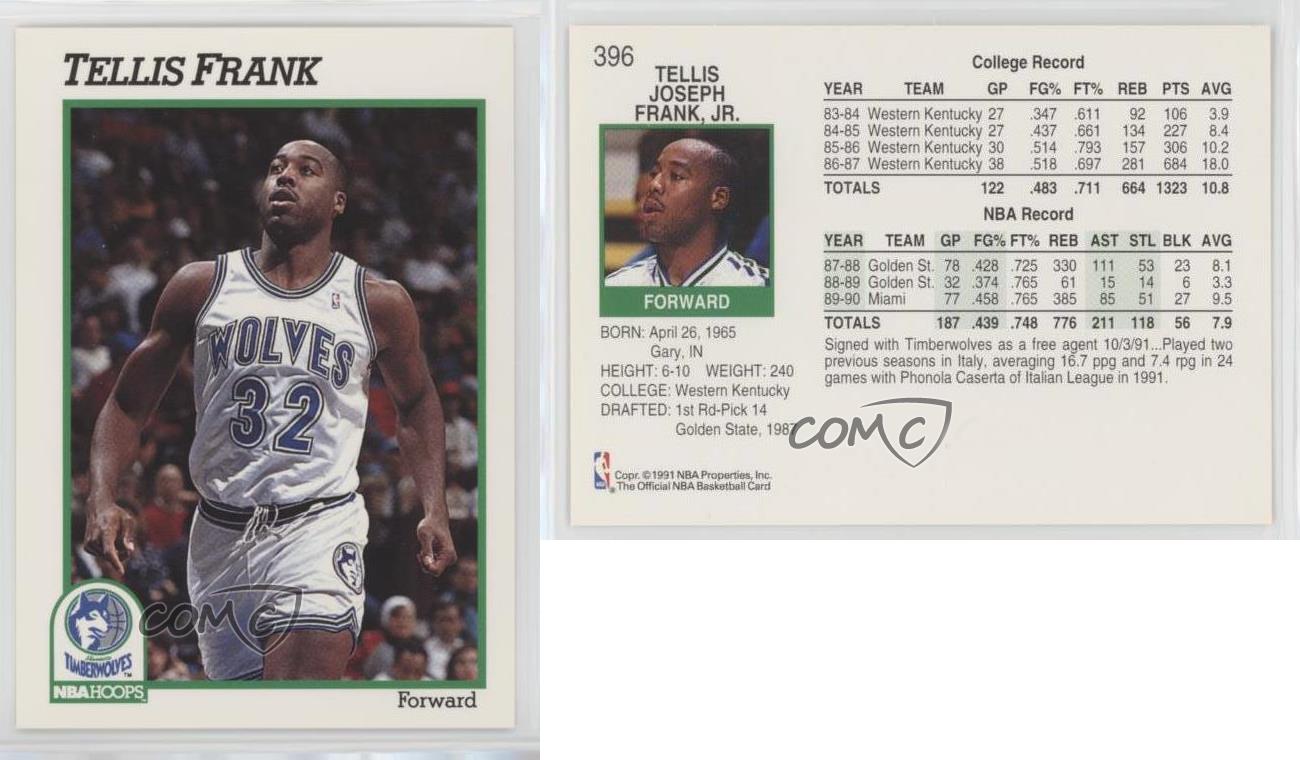 TELLIS FRANK
WOLVES
32
Minnesota
TIMBERWOLVES
TM
NBA HOOPS
Forward
COMC
396
TELLIS
JOSEPH
FRANK, JR.
FORWARD
BORN: April 26, 1965
Gary, IN
HEIGHT: 6-10 WEIGHT: 240
COLLEGE: Western Kentucky
DRAFTED: 1st Rd-Pick 14
Golden State, 1987
Copr. ©1991 NBA Properties, Inc.
The Official NBA Basketball Card
College Record
YEAR TEAM GP FG% FT% REB PTS AVG
83-84 Western Kentucky 27 .347 .611 92 106 3.9
84-85 Western Kentucky 27 .437 .661 134 227 8.4
85-86 Western Kentucky 30 .514 .793 157 306 10.2
86-87 Western Kentucky 38 .518 .697 281 684 18.0
TOTALS 122 .483 .711 664 1323 10.8
NBA Record
YEAR TEAM GP FG% FT% REB AST STL BLK AVG
87-88 Golden St. 78 .428 .725 330 111 53 23 8.1
88-89 Golden St. 32 .374 .765 61 15 14 6 3.3
89-90 Miami 77 .458 .765 385 85 51 27 9.5
TOTALS 187 .439 .748 776 211 118 56 7.9
Signed with Timberwolves as a free agent 10/3/91...Played two
previous seasons in Italy, averaging 16.7 ppg and 7.4 rpg in 24
games with Phonola Caserta of Italian League in 1991.
COMC